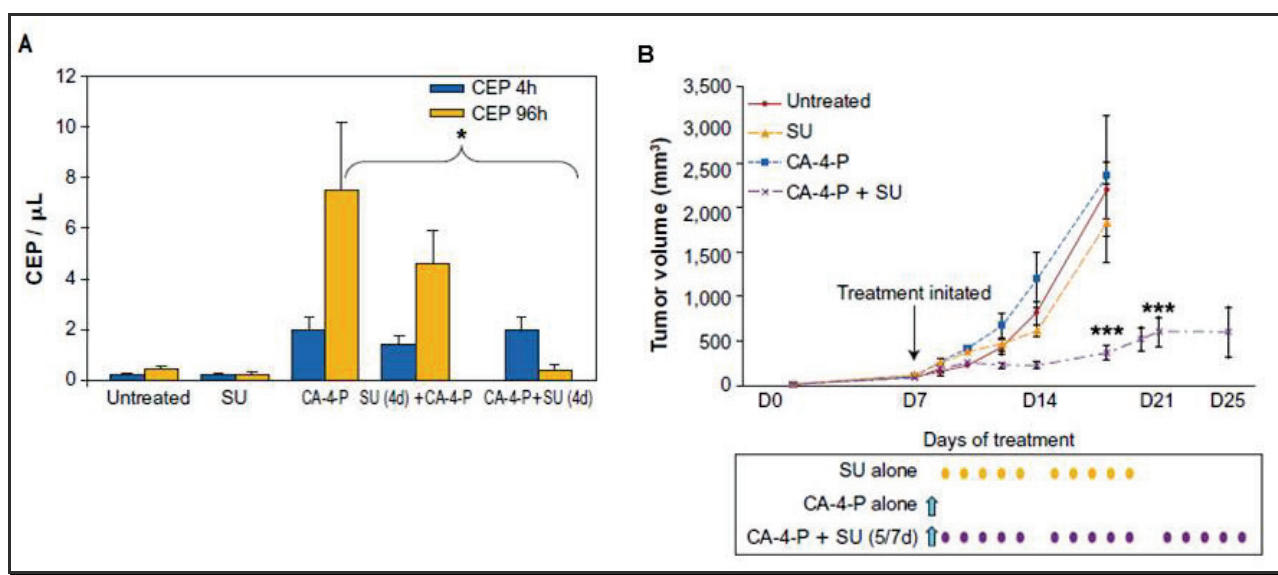 A
CEP 4h
CEP 96h
*
CEP / μL
12
10
8
6
4
2
0
Untreated
SU
CA-4-P
SU (4d) +CA-4-P
CA-4-P+SU (4d)
B
Untreated
SU
CA-4-P
CA-4-P + SU
Tumor volume (mm³)
3,500
3,000
2,500
2,000
1,500
1,000
500
0
Treatment initated
***
***
D0
D7
D14
D21
D25
Days of treatment
SU alone
CA-4-P alone
CA-4-P + SU (5/7d)